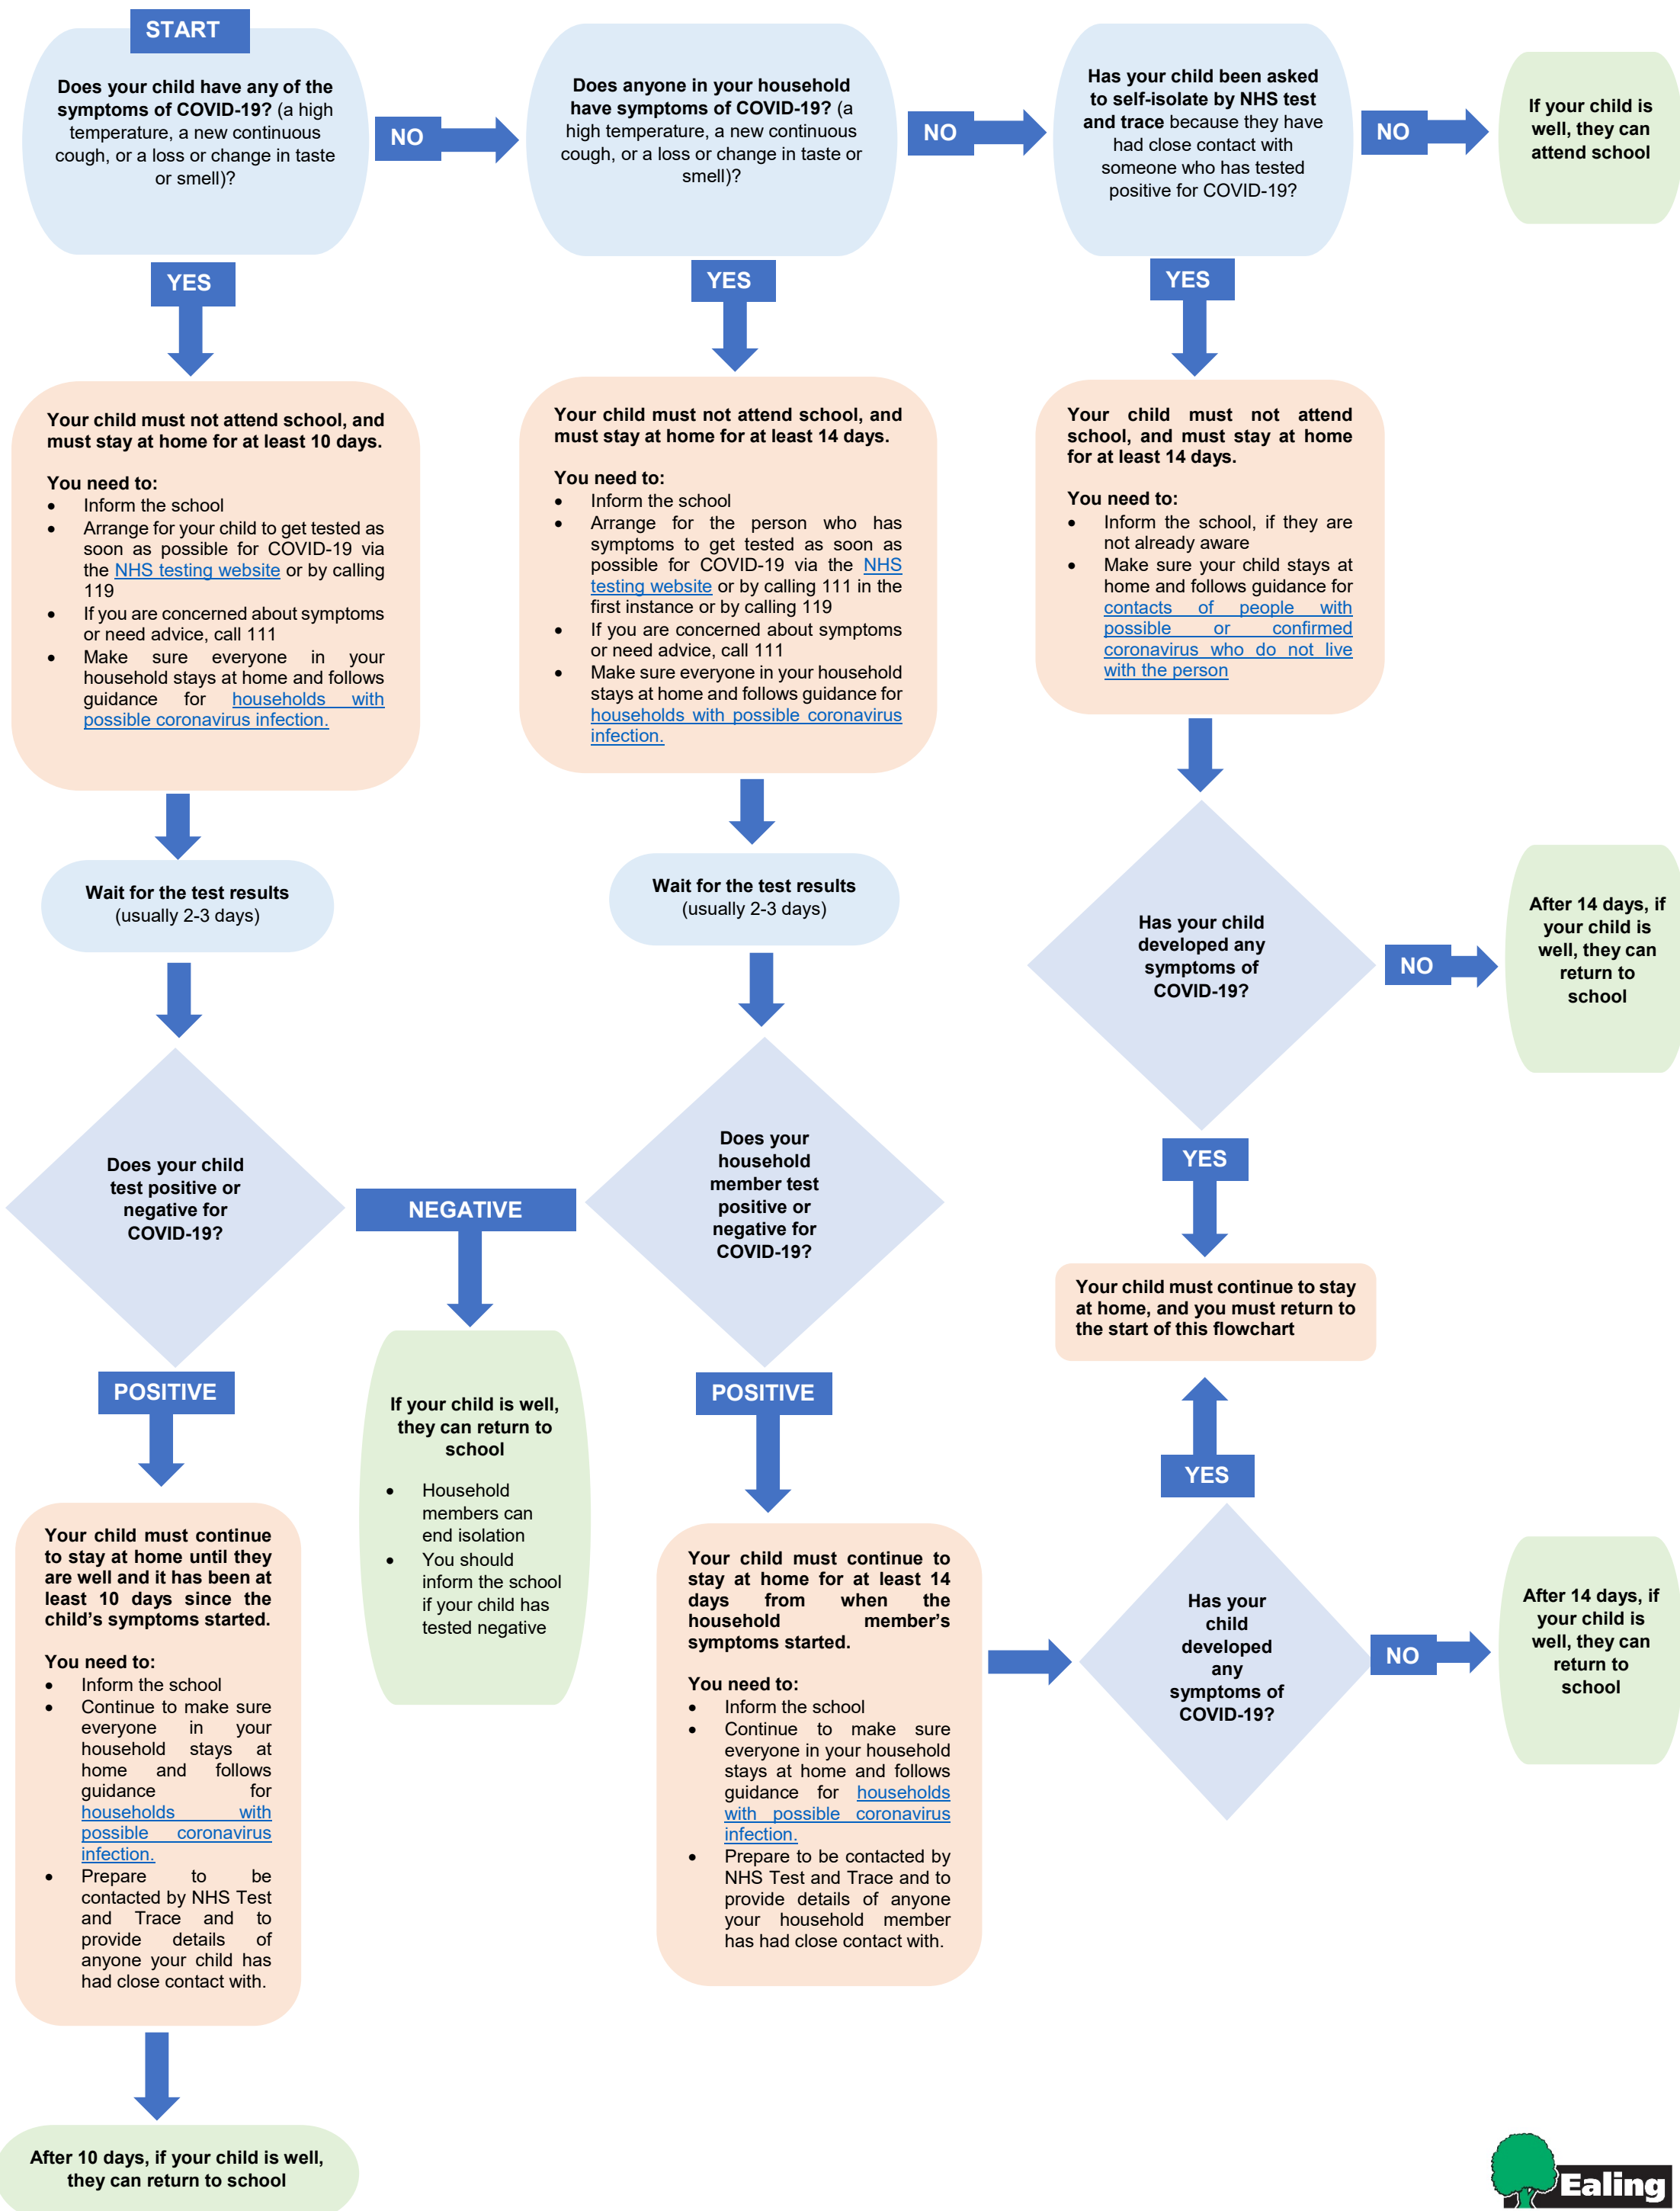 START
Does your child have any of the
symptoms of COVID-19? (a high
temperature, a new continuous
cough, or a loss or change in taste
or smell)?
NO
Does anyone in your household
have symptoms of COVID-19? (a
high temperature, a new continuous
cough, or a loss or change in taste or
smell)?
NO
Has your child been asked
to self-isolate by NHS test
and trace because they have
had close contact with
someone who has tested
positive for COVID-19?
NO
If your child is
well, they can
attend school
YES
YES
YES
Your child must not attend school, and
must stay at home for at least 10 days.
You need to:
• Inform the school
• Arrange for your child to get tested as
soon as possible for COVID-19 via
the NHS testing website or by calling
119
• If you are concerned about symptoms
or need advice, call 111
• Make sure everyone in your
household stays at home and follows
guidance for households with
possible coronavirus infection.
Your child must not attend school, and
must stay at home for at least 14 days.
You need to:
• Inform the school
• Arrange for the person who has
symptoms to get tested as soon as
possible for COVID-19 via the NHS
testing website or by calling 111 in the
first instance or by calling 119
• If you are concerned about symptoms
or need advice, call 111
• Make sure everyone in your household
stays at home and follows guidance for
households with possible coronavirus
infection.
Your child must not attend
school, and must stay at home
for at least 14 days.
You need to:
• Inform the school, if they are
not already aware
• Make sure your child stays at
home and follows guidance for
contacts of people with
possible or confirmed
coronavirus who do not live
with the person
Wait for the test results
(usually 2-3 days)
Wait for the test results
(usually 2-3 days)
Has your child
developed any
symptoms of
COVID-19?
NO
After 14 days, if
your child is
well, they can
return to
school
Does your child
test positive or
negative for
COVID-19?
NEGATIVE
Does your
household
member test
positive or
negative for
COVID-19?
YES
Your child must continue to stay
at home, and you must return to
the start of this flowchart
POSITIVE
If your child is well,
they can return to
school
• Household
members can
end isolation
• You should
inform the school
if your child has
tested negative
POSITIVE
YES
Your child must continue
to stay at home until they
are well and it has been at
least 10 days since the
child's symptoms started.
You need to:
• Inform the school
• Continue to make sure
everyone in your
household stays at
home and follows
guidance for
households with
possible coronavirus
infection.
• Prepare to be
contacted by NHS Test
and Trace and to
provide details of
anyone your child has
had close contact with.
Your child must continue to
stay at home for at least 14
days from when the
household member's
symptoms started.
You need to:
• Inform the school
• Continue to make sure
everyone in your household
stays at home and follows
guidance for households
with possible coronavirus
infection.
• Prepare to be contacted by
NHS Test and Trace and to
provide details of anyone
your household member
has had close contact with.
Has your
child
developed
any
symptoms of
COVID-19?
NO
After 14 days, if
your child is
well, they can
return to
school
After 10 days, if your child is well,
they can return to school
Ealing